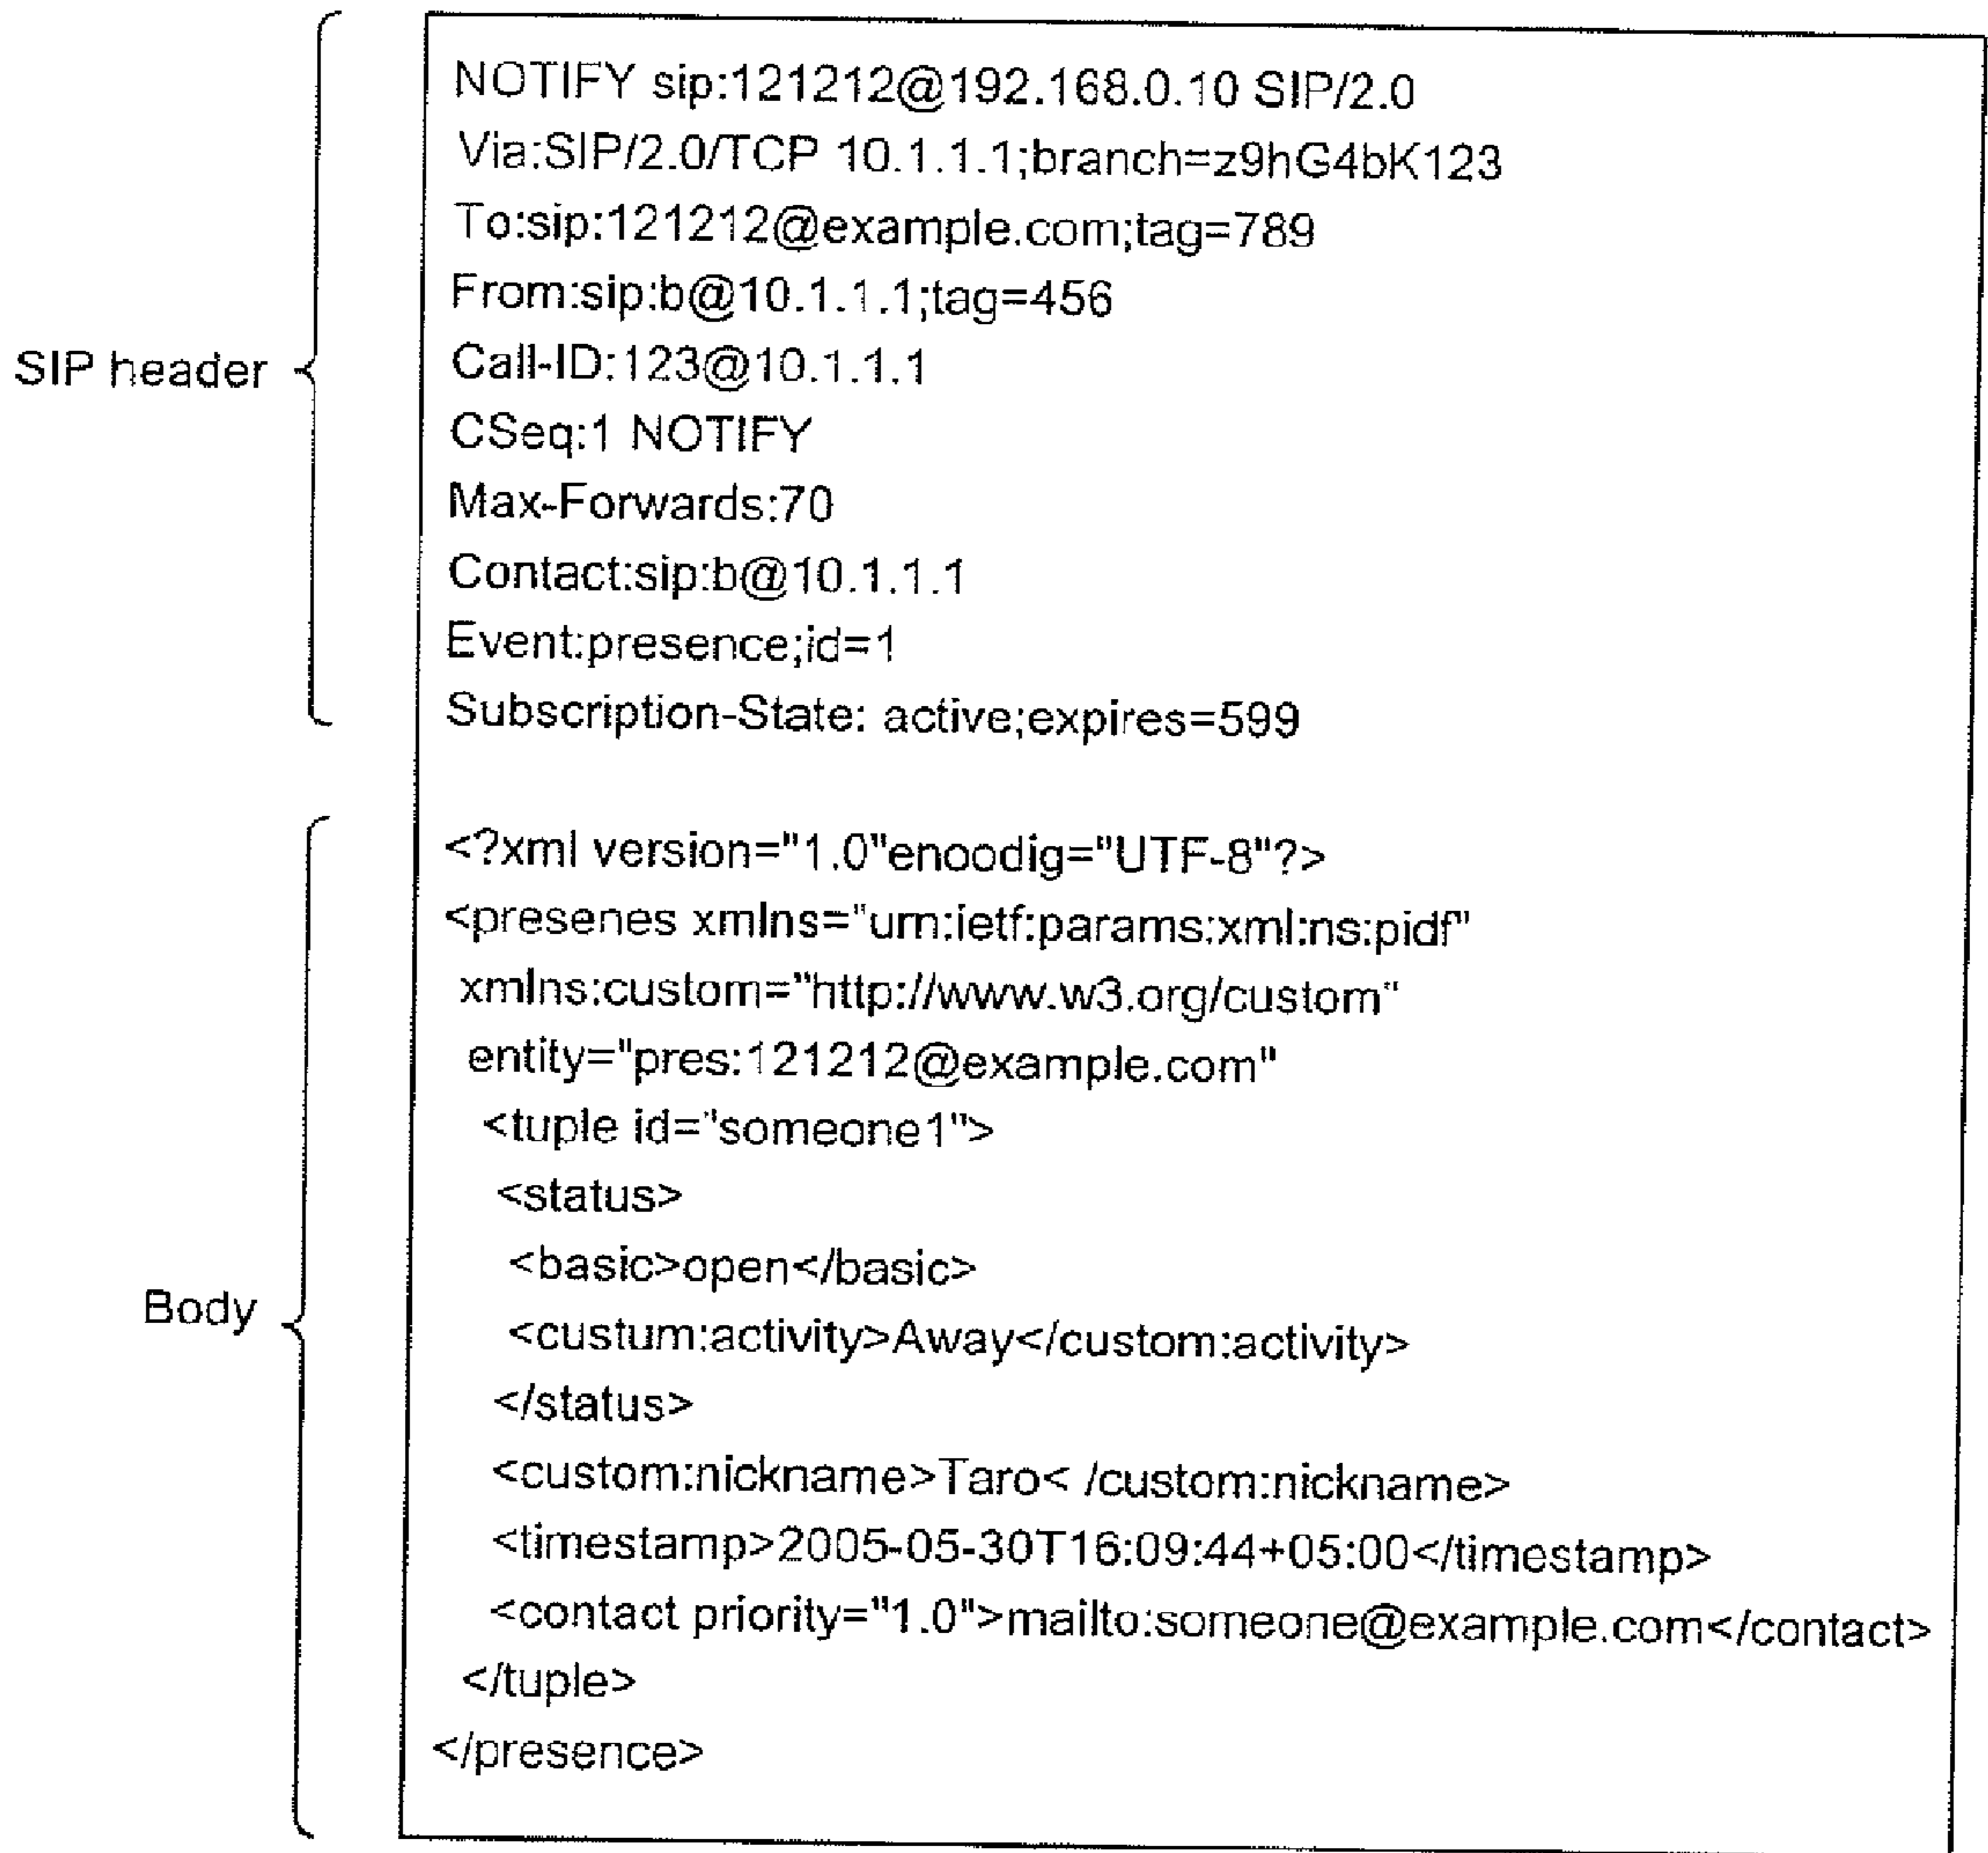 SIP header
NOTIFY sip:121212@192.168.0.10 SIP/2.0
Via:SIP/2.0/TCP 10.1.1.1;branch=z9hG4bK123
To:sip:121212@example.com;tag=789
From:sip:b@10.1.1.1;tag=456
Call-ID:123@10.1.1.1
CSeq:1 NOTIFY
Max-Forwards:70
Contact:sip:b@10.1.1.1
Event:presence;id=1
Subscription-State: active;expires=599
Body
<?xml version="1.0"enoodig="UTF-8"?>
<presenes xmlns="urn:ietf:params:xml:ns:pidf"
xmlns:custom="http://www.w3.org/custom"
entity="pres:121212@example.com"
<tuple id="someone1">
<status>
<basic>open</basic>
<custum:activity>Away</custom:activity>
</status>
<custom:nickname>Taro< /custom:nickname>
<timestamp>2005-05-30T16:09:44+05:00</timestamp>
<contact priority="1.0">mailto:someone@example.com</contact>
</tuple>
</presence>